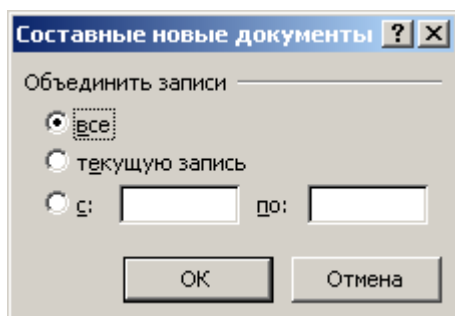 Составные новые документы ? ×
Объединить записи
все
текущую запись
с: по:
ОК Отмена